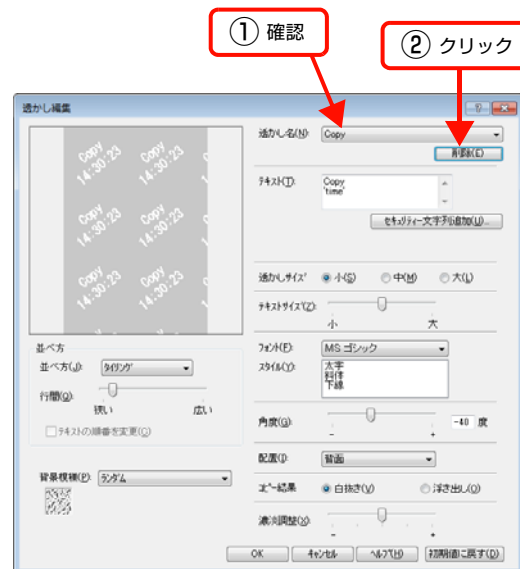 ① 確認
② クリック
透かし編集
透かし名(N): Copy
削除(E)
テキスト(T): Copy
'time'
セキュリティー文字列追加(U)...
Copy
14:30:23
Copy
14:30:23
Copy
14:30:23
Copy
14:30:23
Copy
14:30:23
Copy
14:30:23
透かしサイズ 小(S) 中(M) 大(L)
テキストサイズ(Z):
小 大
並べ方
並べ方(J): タイリング
行間(Q):
狭い 広い
テキストの順番を変更(C)
フォント(F): MS ゴシック
スタイル(Y): 太字
斜体
下線
角度(G): -40 度
- +
背景模様(P): ランダム
配置(I): 背面
コピー結果 白抜き(V) 浮き出し(O)
濃淡調整(X)
- +
OK キャンセル ヘルプ(H) 初期値に戻す(D)